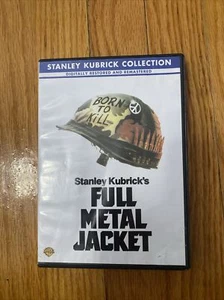 STANLEY KUBRICK COLLECTION
DIGITALLY RESTORED AND REMASTERED
BORN
TO
KILL
Stanley Kubrick's
FULL
METAL
JACKET